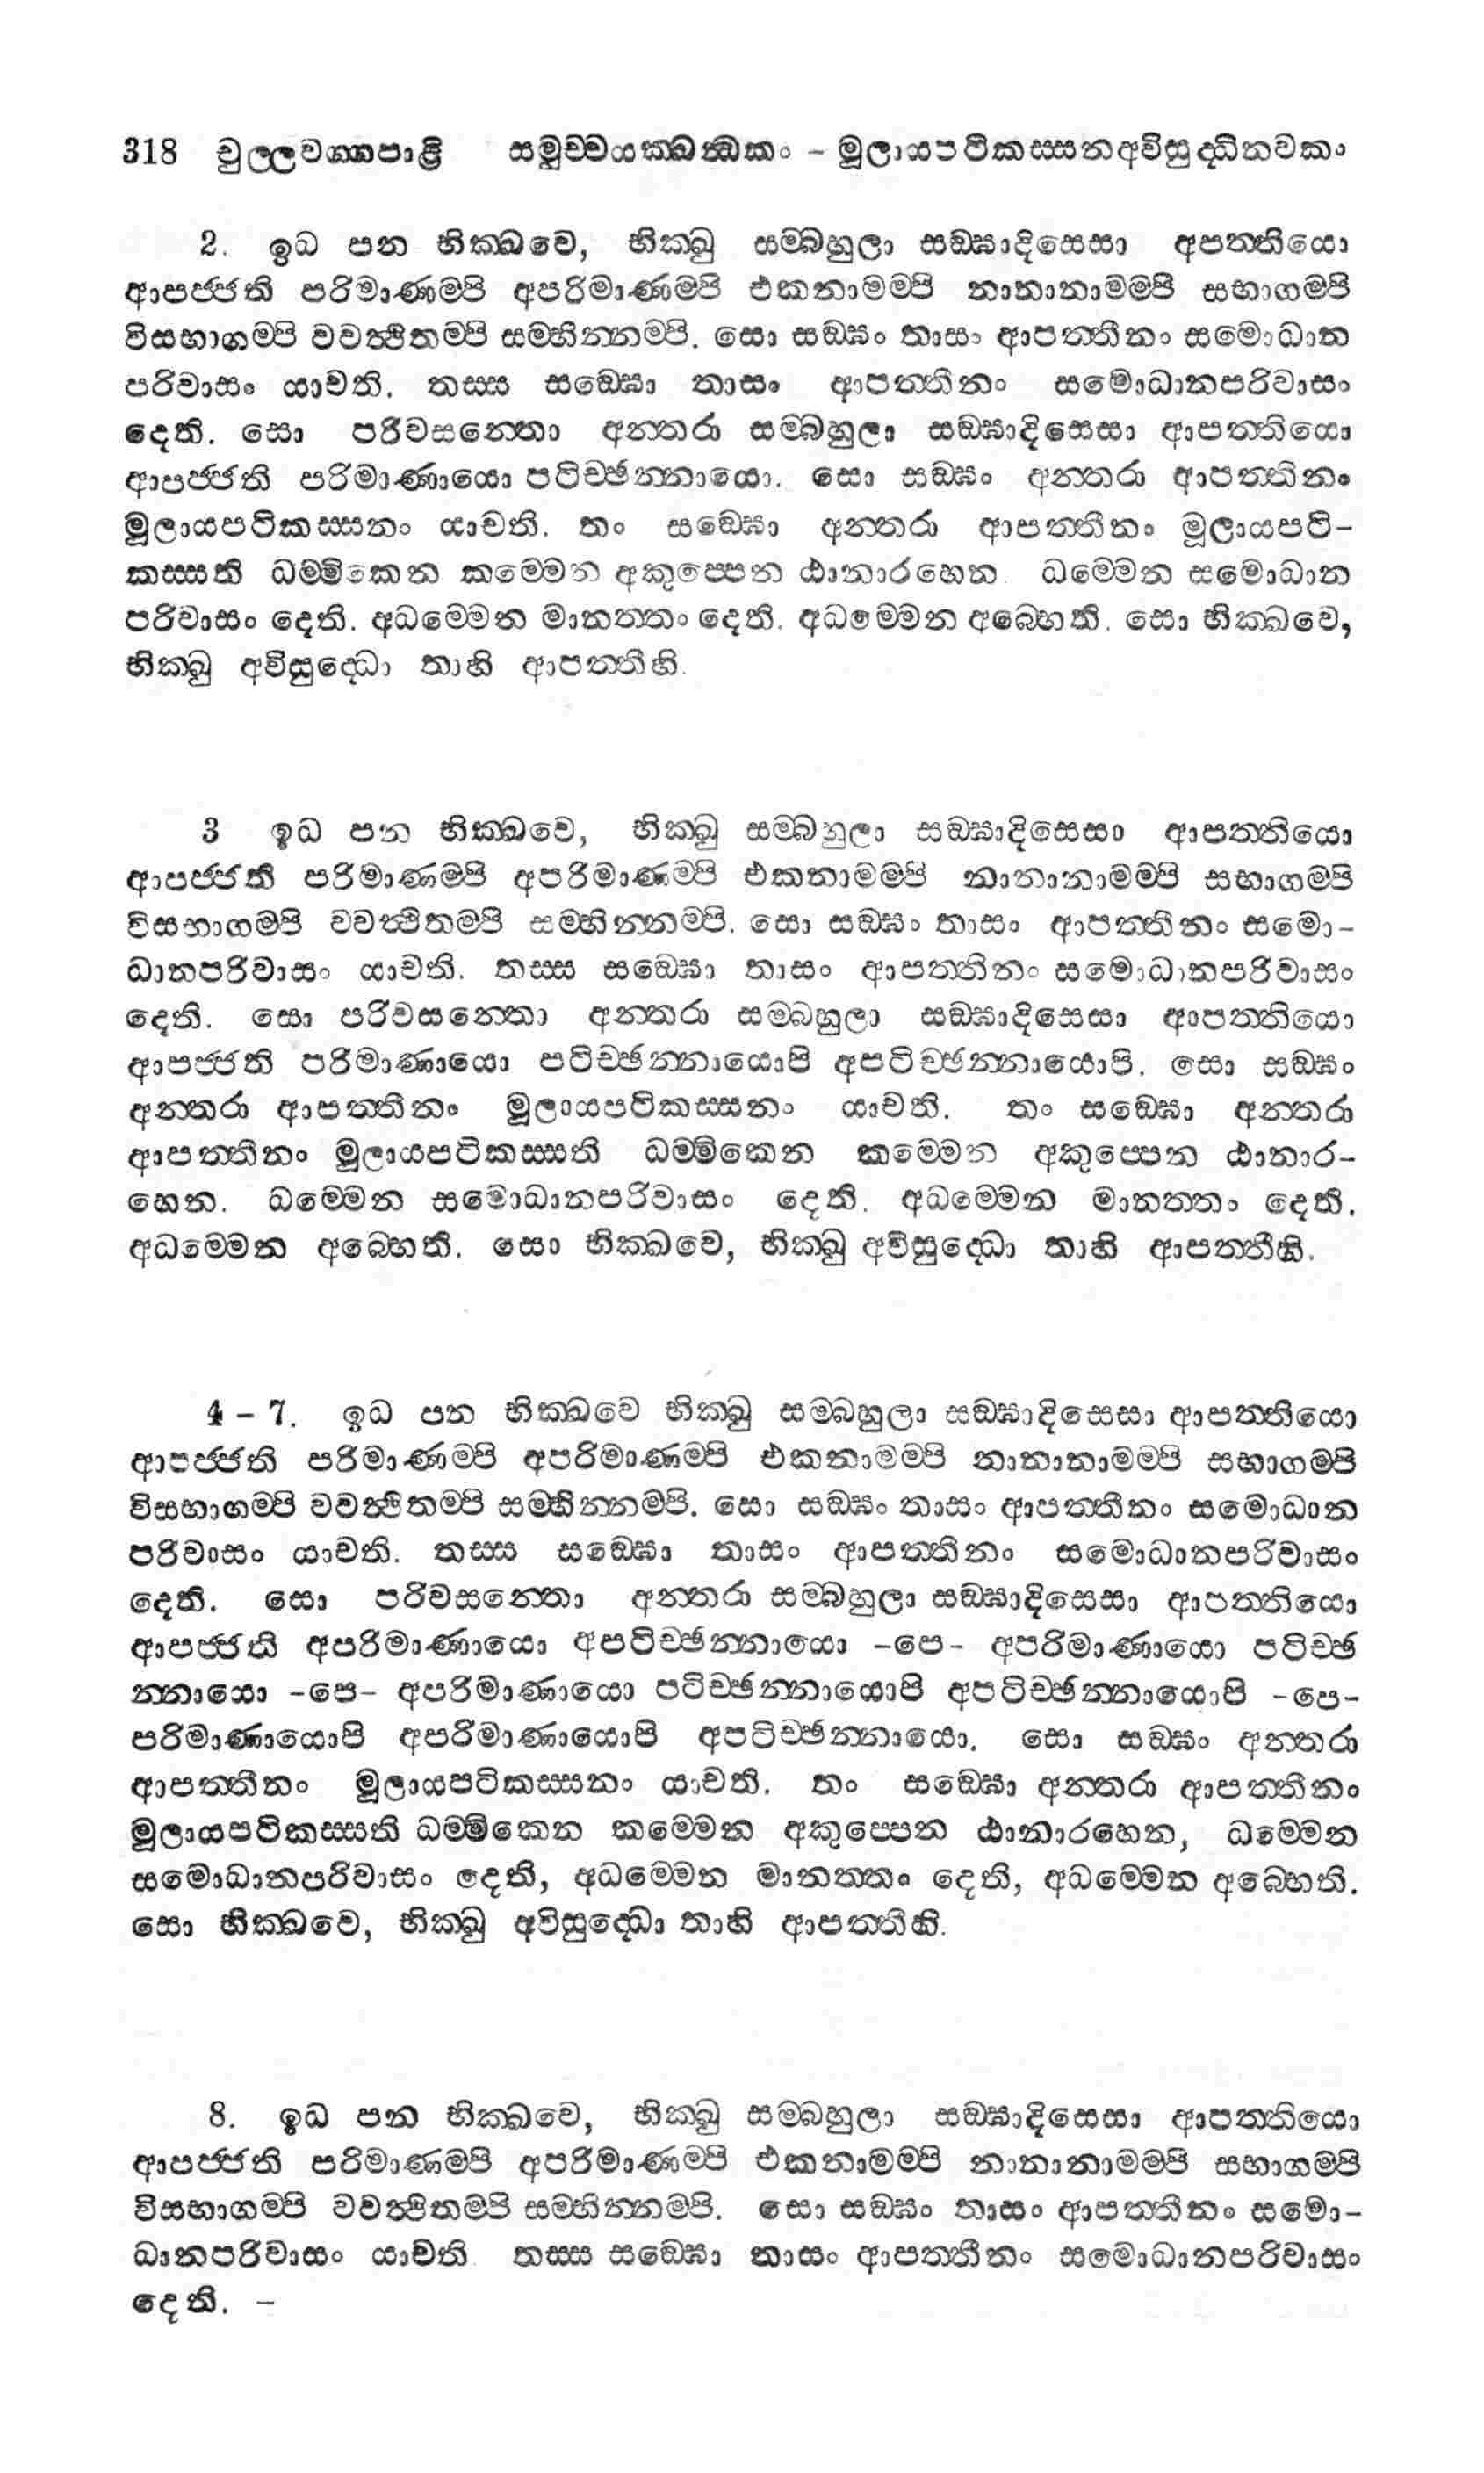 318 චුල්ලවග්ගපාළි සමුච්චයක්ඛන්ධකං - මූලායපටිකස්සනඅවිසුද්ධිනවකං
2. ඉධ පන භික්ඛවෙ, භික්ඛු සම්බහුලා සඞ්ඝාදිසෙසා අපත්තියො
ආපජ්ජති පරිමාණම්පි අපරිමාණම්පි එකනාමම්පි නානානාමම්පි සභාගම්පි
විසභාගම්පි වවත්ථිතම්පි සම්භින්නම්පි. සො සඞ්ඝං තාසං ආපත්තීනං සමොධාන
පරිවාසං යාචති. තස්ස සඞ්ඝො තාසං ආපත්තීනං සමොධානපරිවාසං
දෙති. සො පරිවසන්තො අන්තරා සම්බහුලා සඞ්ඝාදිසෙසා ආපත්තියො
ආපජ්ජති පරිමාණායො පටිච්ඡන්නායො. සො සඞ්ඝං අන්තරා ආපත්තිනං
මූලායපටිකස්සනං යාචති. තං සඞ්ඝො අන්තරා ආපත්තීනං මූලායපටි-
කස්සති ධම්මිකෙන කම්මෙන අකුප්පෙන ඨානාරහෙන. ධම්මෙන සමොධාන
පරිවාසං දෙති. අධම්මෙන මානත්තං දෙති. අධම්මෙන අබ්භෙති. සො භික්ඛවෙ,
භික්ඛු අවිසුද්ධො තාහි ආපත්තීහි.
3 ඉධ පන භික්ඛවෙ, භික්ඛු සම්බහුලා සඞ්ඝාදිසෙසා ආපත්තියො
ආපජ්ජති පරිමාණම්පි අපරිමාණම්පි එකනාමම්පි නානානාමම්පි සභාගම්පි
විසභාගම්පි වවත්ථිතම්පි සම්භින්නම්පි. සො සඞ්ඝං තාසං ආපත්තීනං සමො-
ධානපරිවාසං යාචති. තස්ස සඞ්ඝො තාසං ආපත්තිනං සමොධානපරිවාසං
දෙති. සො පරිවසන්තො අන්තරා සම්බහුලා සඞ්ඝාදිසෙසා ආපත්තියො
ආපජ්ජති පරිමාණායො පටිච්ඡන්නායොපි අපටිච්ඡන්නායොපි. සො සඞ්ඝං
අන්තරා ආපත්තීනං මූලායපටිකස්සනං යාචති. තං සඞ්ඝො අන්තරා
ආපත්තීනං මූලායපටිකස්සති ධම්මිකෙන කම්මෙන අකුප්පෙන ඨානාර-
හෙන. ධම්මෙන සමොධානපරිවාසං දෙති. අධම්මෙන මානත්තං දෙති.
අධම්මෙන අබ්භෙති. සො භික්ඛවෙ, භික්ඛු අවිසුද්ධො තාහි ආපත්තීහි.
4 - 7. ඉධ පන භික්ඛවෙ භික්ඛු සම්බහුලා සඞ්ඝාදිසෙසා ආපත්තියො
ආපජ්ජති පරිමාණම්පි අපරිමාණම්පි එකනාමම්පි නානානාමම්පි සභාගම්පි
විසභාගම්පි වවත්ථිතම්පි සම්භින්නම්පි. සො සඞ්ඝං තාසං ආපත්තීනං සමොධාන
පරිවාසං යාචති. තස්ස සඞ්ඝො තාසං ආපත්තිනං සමොධානපරිවාසං
දෙති. සො පරිවසන්තො අන්තරා සම්බහුලා සඞ්ඝාදිසෙසා ආපත්තියො
ආපජ්ජති අපරිමාණායො අපටිච්ඡන්නායො -පෙ- අපරිමාණායො පටිච්ඡ
න්නායො -පෙ- අපරිමාණායො පටිච්ඡන්නායොපි අපටිච්ඡන්නායොපි -පෙ-
පරිමාණායොපි අපරිමාණායොපි අපටිච්ඡන්නායො. සො සඞ්ඝං අන්තරා
ආපත්තීනං මූලායපටිකස්සනං යාචති. තං සඞ්ඝො අන්තරා ආපත්තිනං
මූලායපටිකස්සති ධම්මිකෙන කම්මෙන අකුප්පෙන ඨානාරහෙන, ධම්මෙන
සමොධානපරිවාසං දෙති, අධම්මෙන මානත්තං දෙති, අධම්මෙන අබ්භෙති.
සො භික්ඛවෙ, භික්ඛු අවිසුද්ධො තාහි ආපත්තීහි.
8. ඉධ පන භික්ඛවෙ, භික්ඛු සම්බහුලා සඞ්ඝාදිසෙසා ආපත්තියො
ආපජ්ජති පරිමාණම්පි අපරිමාණම්පි එකනාමම්පි නානානාමම්පි සභාගම්පි
විසභාගම්පි වවත්ථිතම්පි සම්භින්නම්පි. සො සඞ්ඝං තාසං ආපත්තීනං සමො-
ධානපරිවාසං යාචති. තස්ස සඞ්ඝො තාසං ආපත්තීනං සමොධානපරිවාසං
දෙති. -